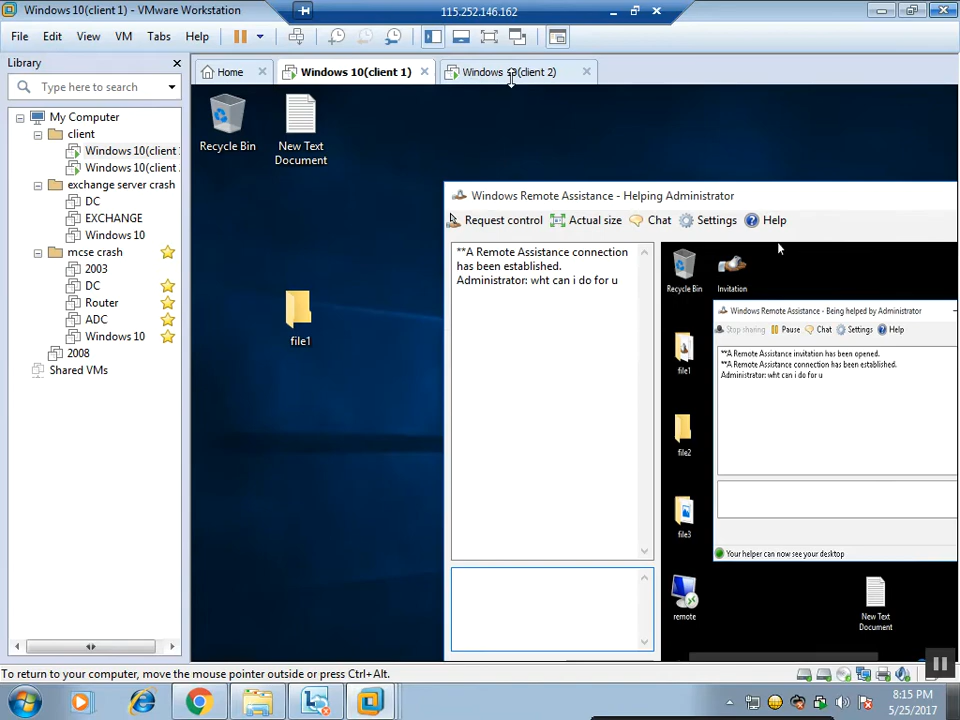 Windows 10(client 1) - VMware Workstation
115.252.146.162
File Edit View VM Tabs Help
Library
Type here to search
My Computer
client
Windows 10(client
Windows 10(client
exchange server crash
DC
EXCHANGE
Windows 10
mcse crash
2003
DC
Router
ADC
Windows 10
2008
Shared VMs
Home
Windows 10(client 1)
Windows (client 2)
Recycle Bin
New Text
Document
file1
Windows Remote Assistance - Helping Administrator
Request control Actual size Chat Settings Help
**A Remote Assistance connection
has been established.
Administrator: wht can i do for u
Recycle Bin
Invitation
file1
file2
file3
remote
Windows Remote Assistance - Being helped by Administrator
Stop sharing Pause Chat Settings Help
**A Remote Assistance invitation has been opened.
**A Remote Assistance connection has been established.
Administrator: wht can i do for u
Your helper can now see your desktop
New Text
Document
To return to your computer, move the mouse pointer outside or press Ctrl+Alt.
8:15 PM
5/25/2017